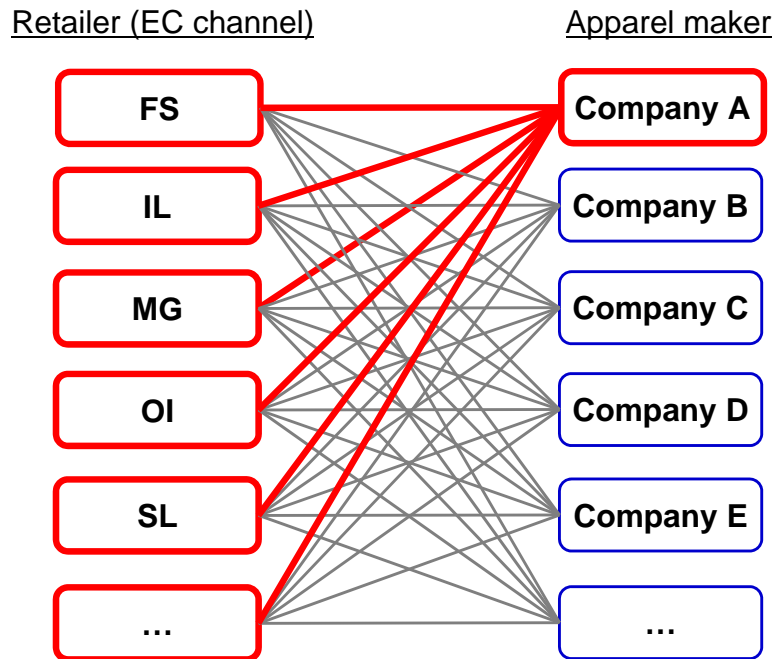 Retailer (EC channel)
Apparel maker
FS
Company A
IL
Company B
MG
Company C
OI
Company D
SL
Company E
…
…